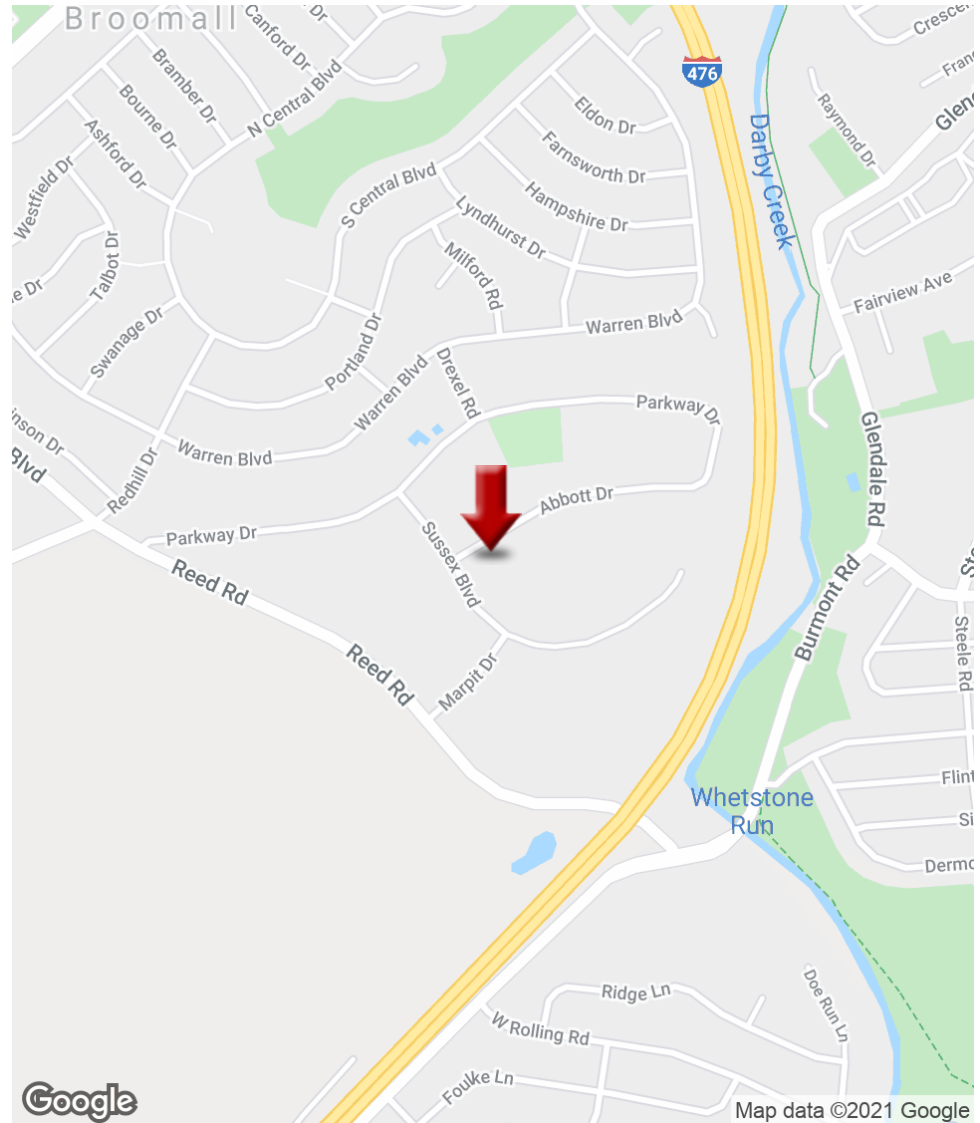 Broomall
Canford Dr
Bramber Dr
Bourne Dr
Ashford Dr
N Central Blvd
Westfield Dr
Talbot Dr
Swanage Dr
S Central Blvd
Eldon Dr
Farnsworth Dr
Hampshire Dr
Lyndhurst Dr
Milford Rd
476
Darby Creek
Raymond Dr
Fairview Ave
Warren Blvd
Portland Dr
Warren Blvd
Drexel Rd
Parkway Dr
Warren Blvd
Redhill Dr
Blvd
Parkway Dr
Abbott Dr
Sussex Blvd
Glendale Rd
Reed Rd
Reed Rd
Marpit Dr
Burmont Rd
Steele Rd
Whetstone
Run
Ridge Ln
W Rolling Rd
Doe Run Ln
Foulke Ln
Google
Map data ©2021 Google